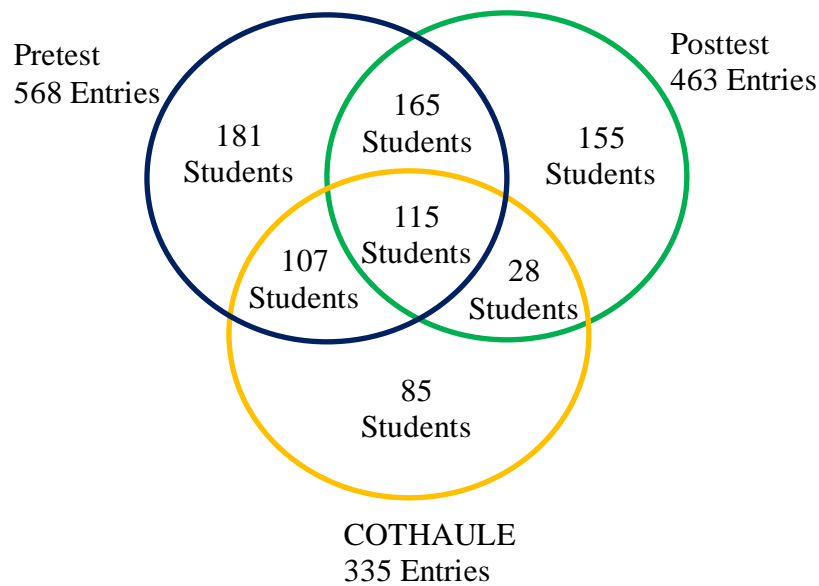 Pretest
568 Entries
Posttest
463 Entries
181
Students
165
Students
155
Students
115
Students
107
Students
28
Students
85
Students
COTHAULE
335 Entries